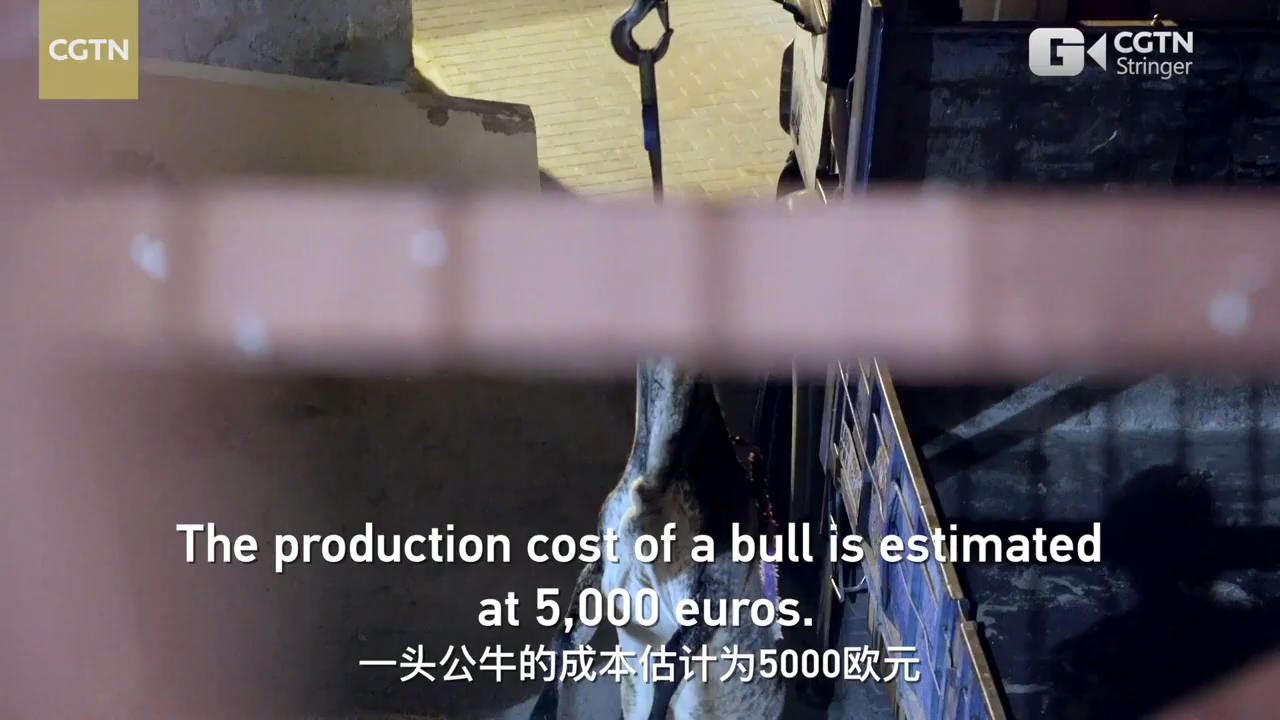 CGTN
CGTN
Stringer
The production cost of a bull is estimated
at 5,000 euros.
一头公牛的成本估计为5000欧元